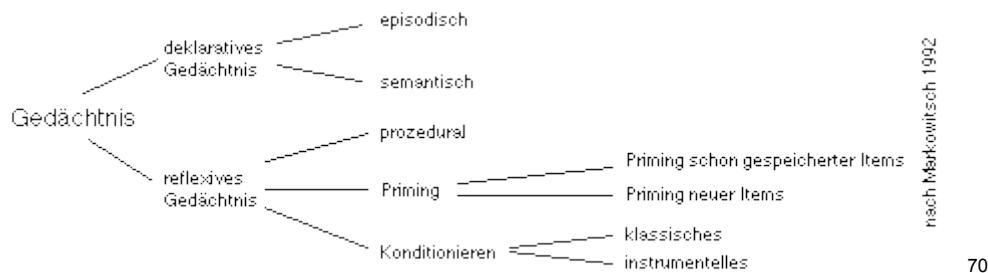 episodisch
deklaratives
Gedächtnis
semantisch
Gedächtnis
prozedural
reflexives
Gedächtnis
Priming
Priming schon gespeicherter Items
Priming neuer Items
Konditionieren
klassisches
instrumentelles
nach Markowitsch 1992
70